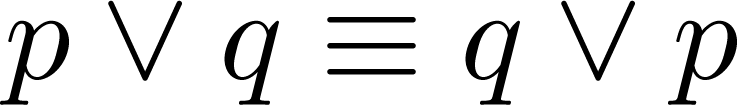 p ∨ q ≡ q ∨ p